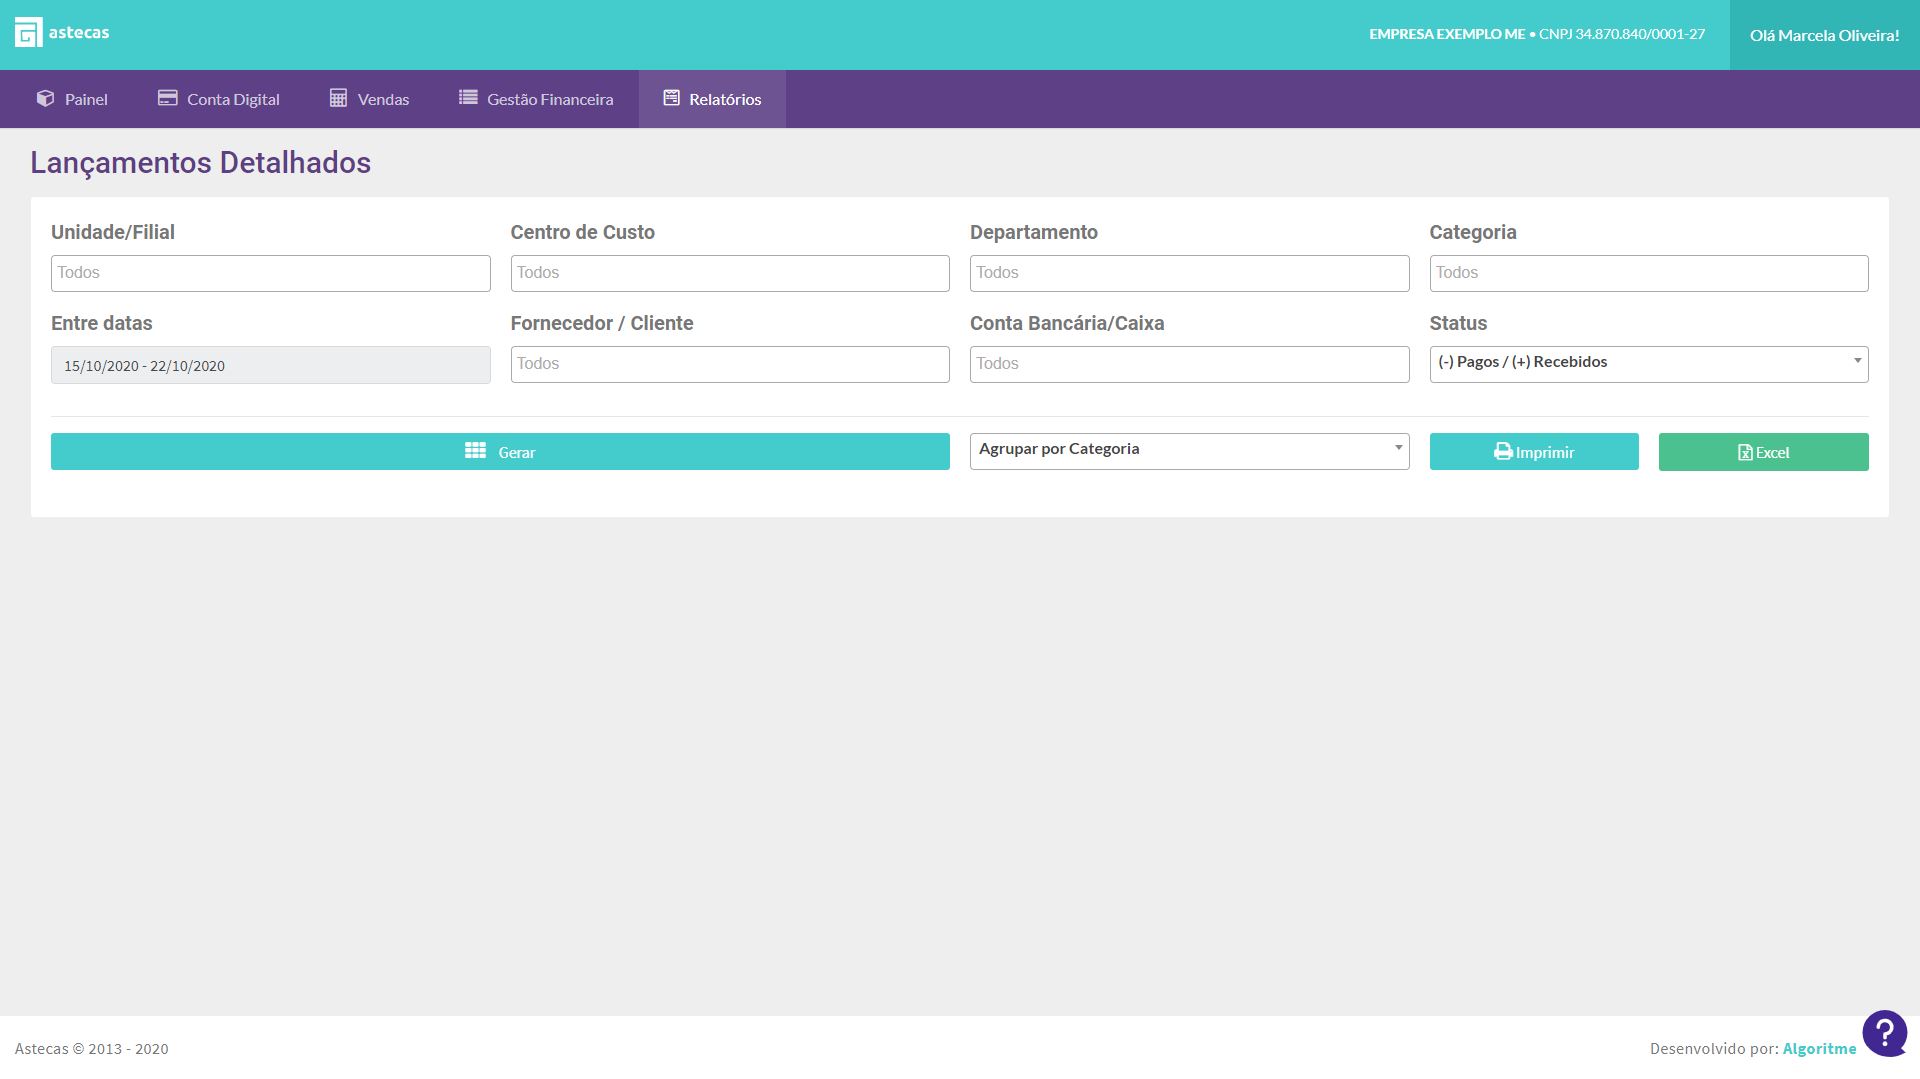 astecas
EMPRESA EXEMPLO ME • CNPJ 34.870.840/0001-27
Olá Marcela Oliveira!
Painel
Conta Digital
Vendas
Gestão Financeira
Relatórios
Lançamentos Detalhados
Unidade/Filial
Centro de Custo
Departamento
Categoria
Todos
Todos
Todos
Todos
Entre datas
Fornecedor / Cliente
Conta Bancária/Caixa
Status
15/10/2020 - 22/10/2020
Todos
Todos
(-) Pagos / (+) Recebidos
Gerar
Agrupar por Categoria
Imprimir
Excel
Astecas © 2013 - 2020
Desenvolvido por: Algoritme
?